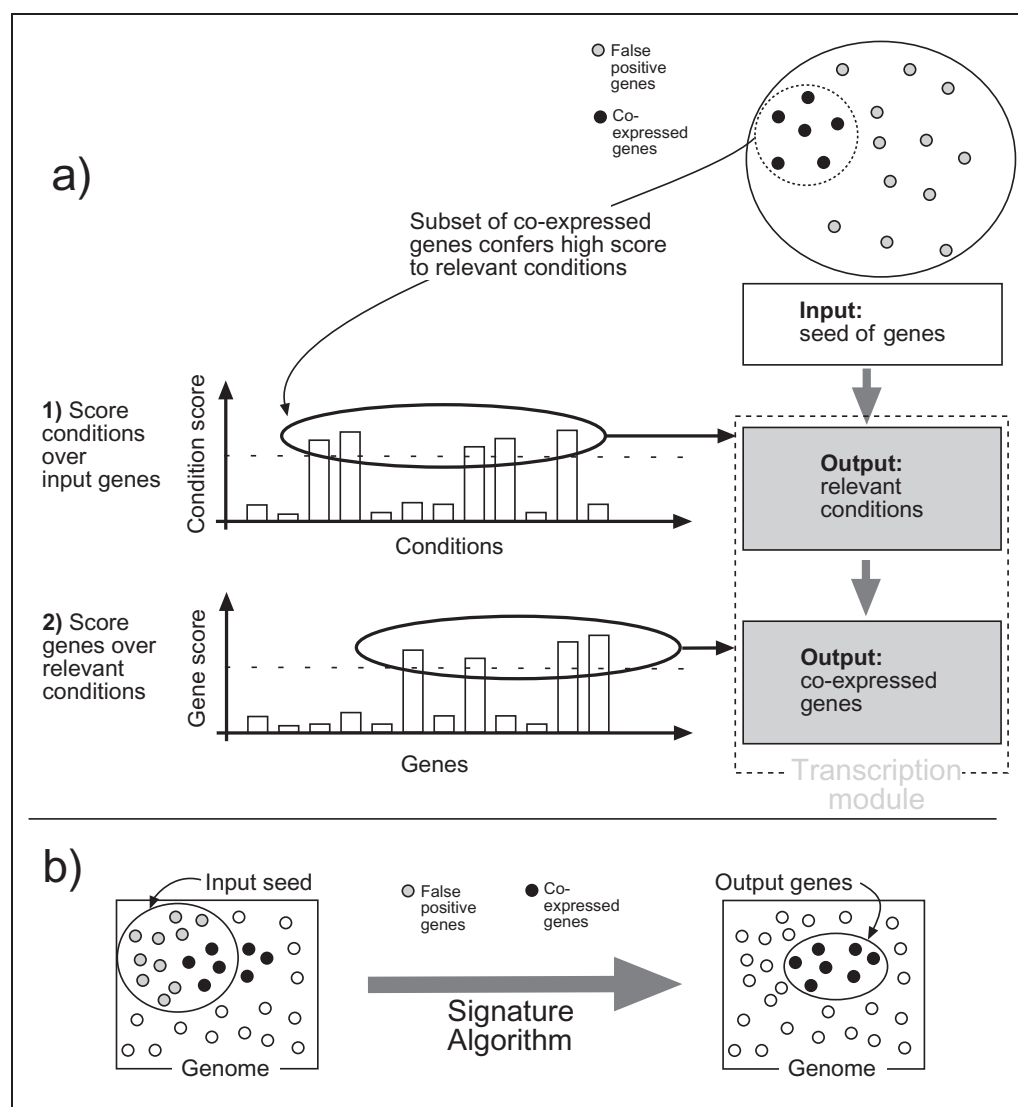 a)
False
positive
genes
Co-
expressed
genes
Subset of co-expressed
genes confers high score
to relevant conditions
Input:
seed of genes
1) Score
conditions
over
input genes
Condition score
Conditions
Output:
relevant
conditions
2) Score
genes over
relevant
conditions
Gene score
Genes
Output:
co-expressed
genes
Transcription
module
b)
Input seed
False
positive
genes
Co-
expressed
genes
Output genes
Signature
Algorithm
Genome
Genome